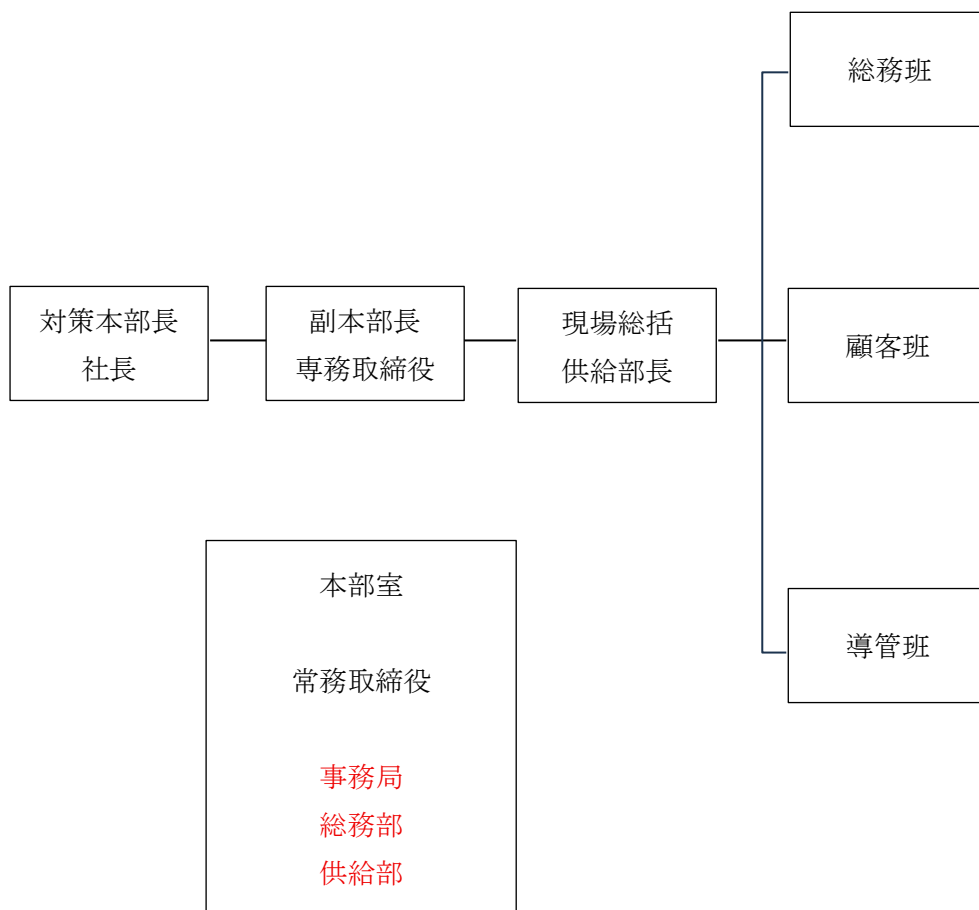 総務班
対策本部長
社長
副本部長
専務取締役
現場総括
供給部長
顧客班
本部室
常務取締役
事務局
総務部
供給部
導管班